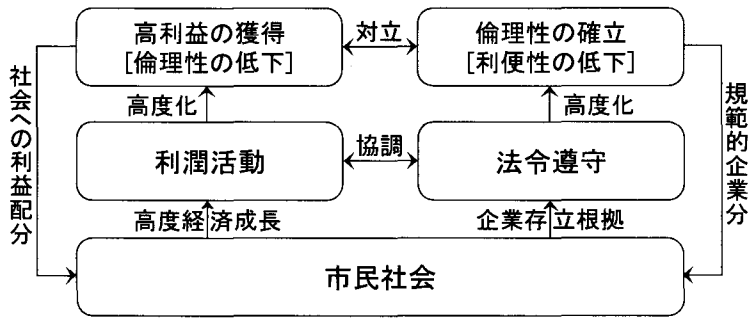 高利益の獲得
[倫理性の低下]
対立
倫理性の確立
[利便性の低下]
社会への利益配分
高度化
高度化
規範的企業分
利潤活動
協調
法令遵守
高度経済成長
企業存立根拠
市民社会